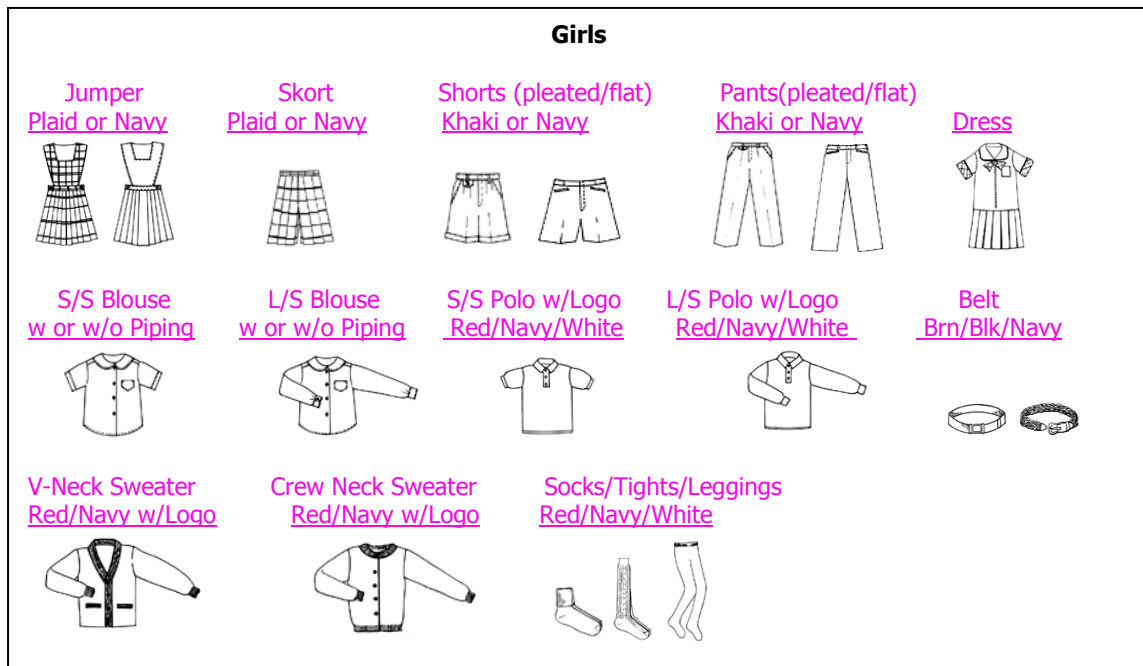 Girls
Jumper Skort Shorts (pleated/flat) Pants(pleated/flat)
Plaid or Navy Plaid or Navy Khaki or Navy Khaki or Navy Dress
S/S Blouse L/S Blouse S/S Polo w/Logo L/S Polo w/Logo Belt
w or w/o Piping w or w/o Piping Red/Navy/White Red/Navy/White Brn/Blk/Navy
V-Neck Sweater Crew Neck Sweater Socks/Tights/Leggings
Red/Navy w/Logo Red/Navy w/Logo Red/Navy/White